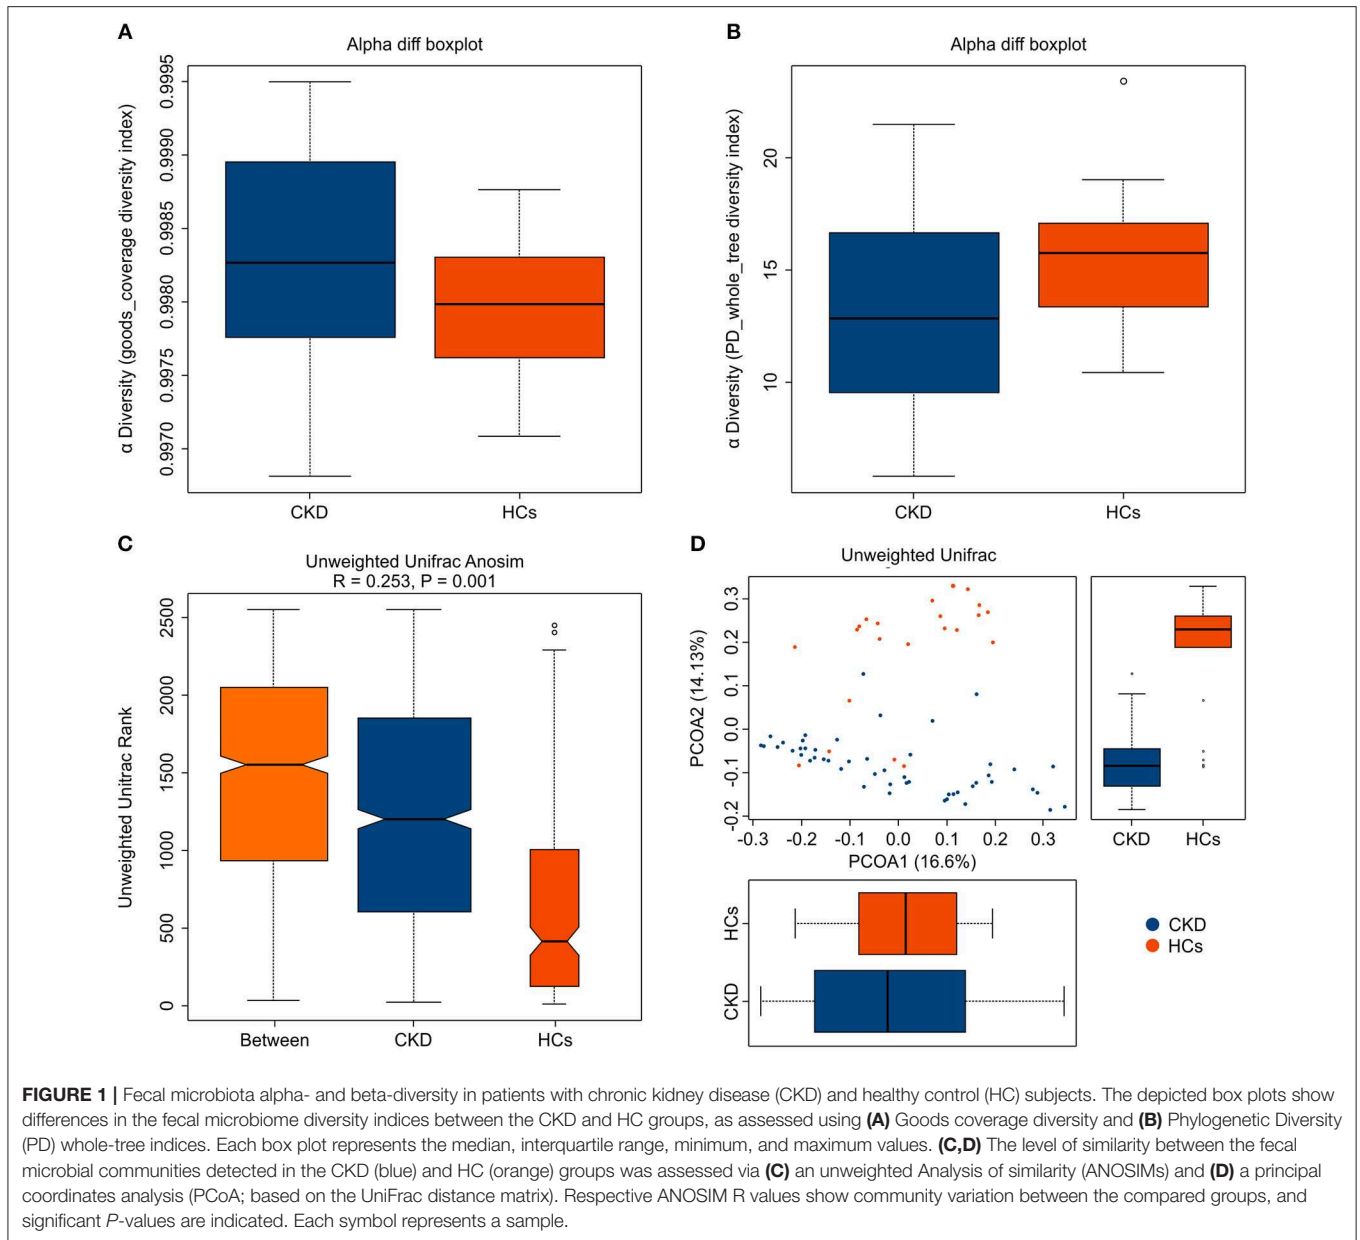 A
Alpha diff boxplot
α Diversity (goods_coverage diversity index)
0.9995
0.9990
0.9985
0.9980
0.9975
0.9970
CKD
HCs
B
Alpha diff boxplot
α Diversity (PD_whole_tree diversity index)
20
15
10
CKD
HCs
C
Unweighted Unifrac Anosim
R = 0.253, P = 0.001
Unweighted Unifrac Rank
2500
2000
1500
1000
500
0
Between
CKD
HCs
D
Unweighted Unifrac
PCOA2 (14.13%)
0.3
0.2
0.1
0.0
-0.1
-0.2
-0.3 -0.2 -0.1 0.0 0.1 0.2 0.3
PCOA1 (16.6%)
CKD
HCs
HCs
CKD
CKD
HCs
FIGURE 1 | Fecal microbiota alpha- and beta-diversity in patients with chronic kidney disease (CKD) and healthy control (HC) subjects. The depicted box plots show
differences in the fecal microbiome diversity indices between the CKD and HC groups, as assessed using (A) Goods coverage diversity and (B) Phylogenetic Diversity
(PD) whole-tree indices. Each box plot represents the median, interquartile range, minimum, and maximum values. (C,D) The level of similarity between the fecal
microbial communities detected in the CKD (blue) and HC (orange) groups was assessed via (C) an unweighted Analysis of similarity (ANOSIMs) and (D) a principal
coordinates analysis (PCoA; based on the UniFrac distance matrix). Respective ANOSIM R values show community variation between the compared groups, and
significant P-values are indicated. Each symbol represents a sample.